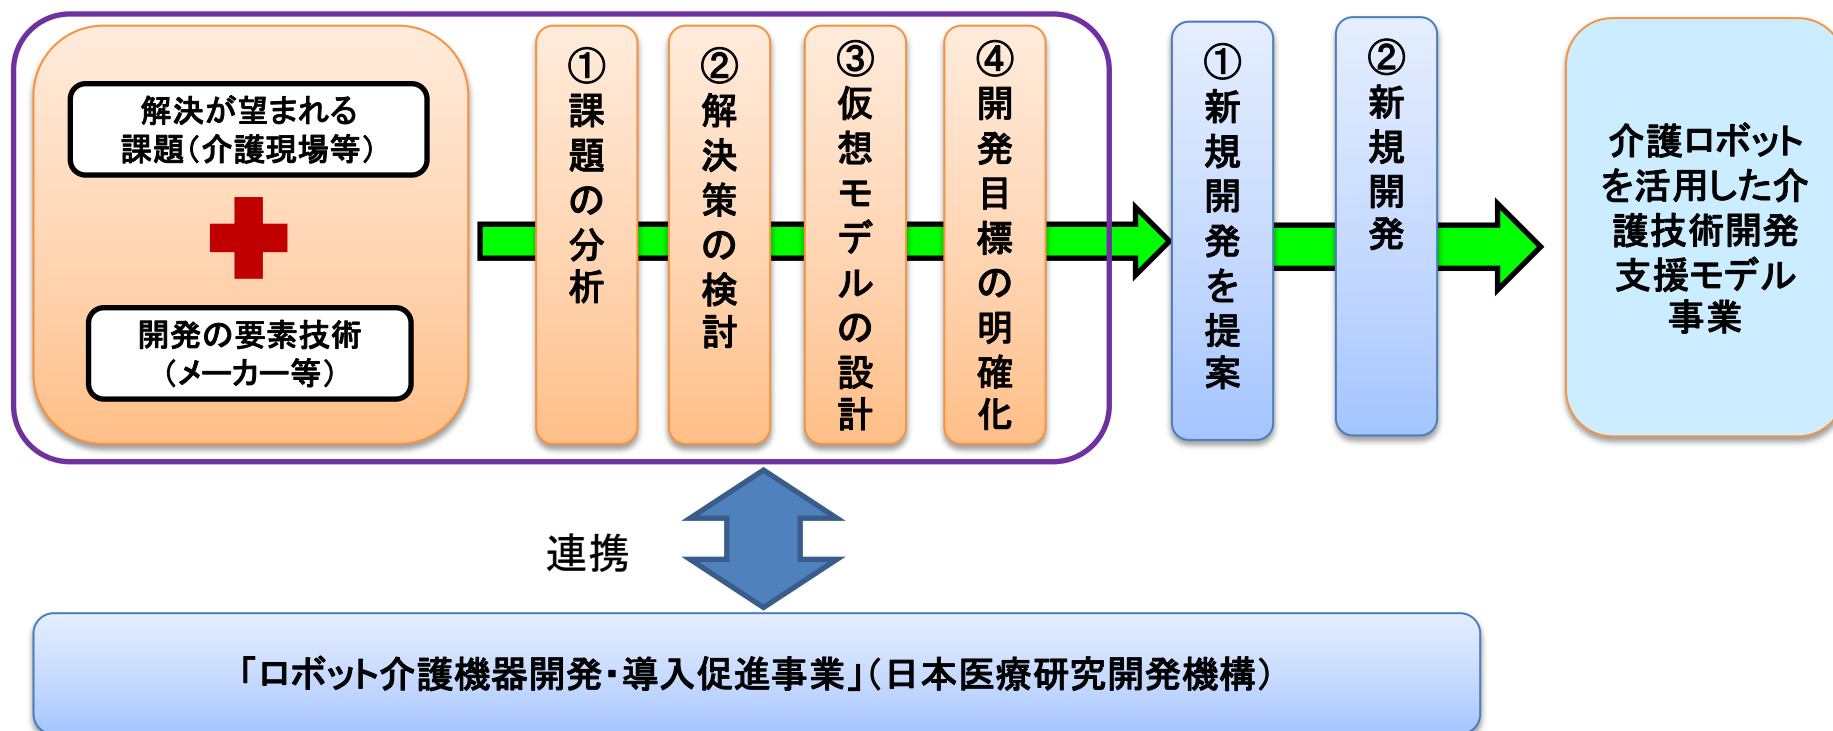 解決が望まれる
課題(介護現場等)
開発の要素技術
(メーカー等)
①課題の分析
②解決策の検討
③仮想モデルの設計
④開発目標の明確化
①新規開発を提案
②新規開発
介護ロボット
を活用した介
護技術開発
支援モデル
事業
連携
「ロボット介護機器開発・導入促進事業」(日本医療研究開発機構)